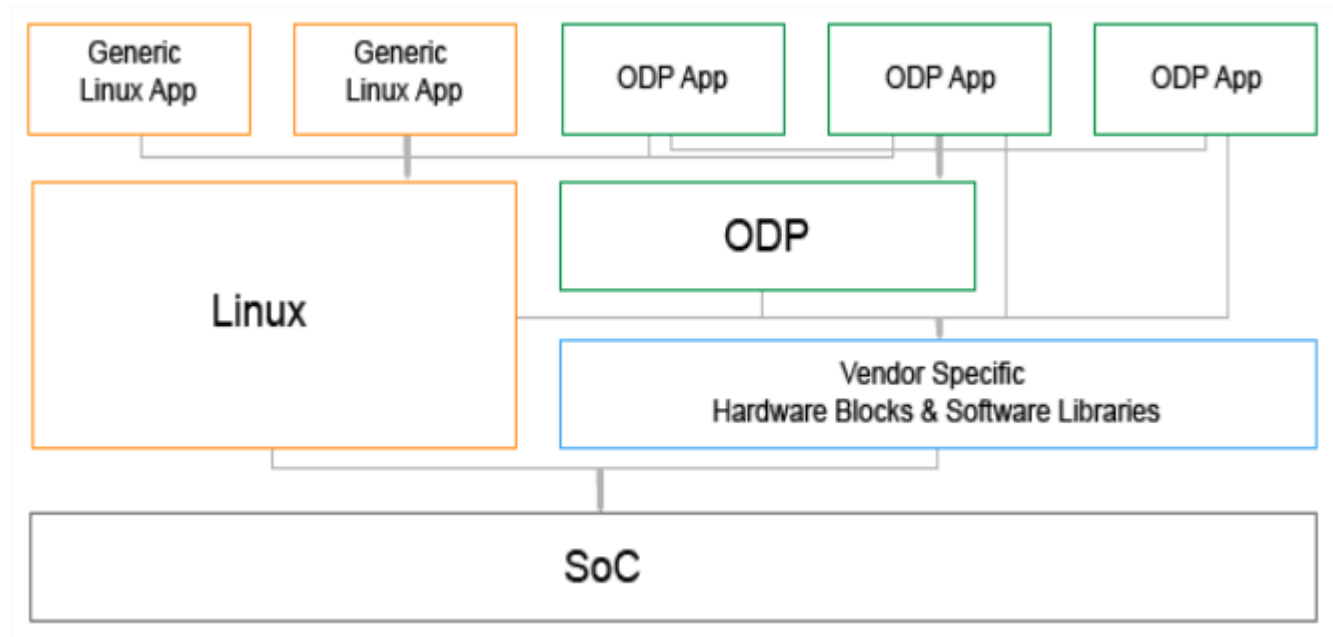 Generic
Linux App
Generic
Linux App
ODP App
ODP App
ODP App
Linux
ODP
Vendor Specific
Hardware Blocks & Software Libraries
SoC